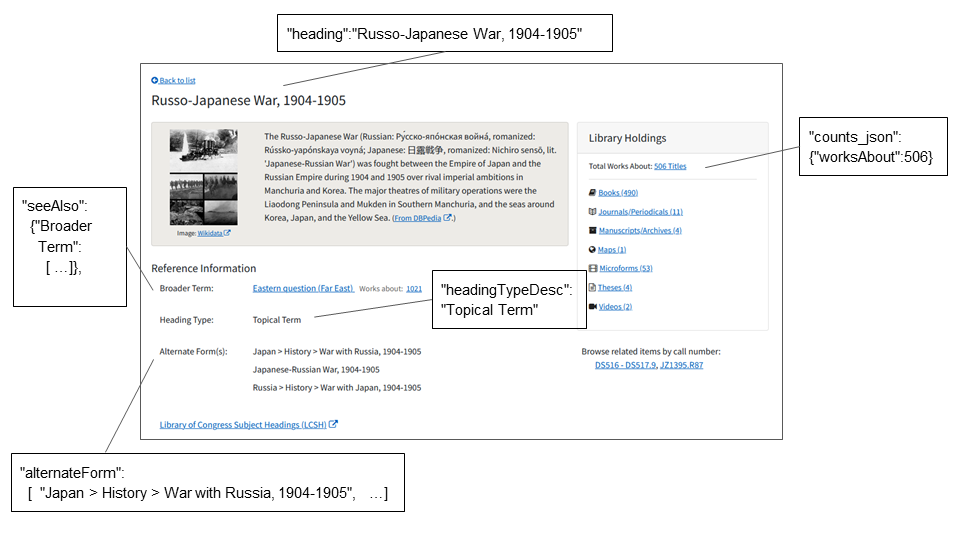 "heading":"Russo-Japanese War, 1904-1905"
Back to list
Russo-Japanese War, 1904-1905
The Russo-Japanese War (Russian: Ру́сско-япóнская войнá, romanized:
Rússko-yapónskaya voyná; Japanese: 日露戦争, romanized: Nichiro sensō, lit.
'Japanese-Russian War') was fought between the Empire of Japan and the
Russian Empire during 1904 and 1905 over rival imperial ambitions in
Manchuria and Korea. The major theatres of military operations were the
Liaodong Peninsula and Mukden in Southern Manchuria, and the seas around
Korea, Japan, and the Yellow Sea. (From DBPedia .)
Image: Wikidata
Library Holdings
Total Works About: 506 Titles
Books (490)
Journals/Periodicals (11)
Manuscripts/Archives (4)
Maps (1)
Microforms (53)
Theses (4)
Videos (2)
Browse related items by call number:
DS516 - DS517.9, JZ1395.R87
"counts_json":
{"worksAbout":506}
"seeAlso":
{"Broader
Term":
[ …]},
Reference Information
Broader Term: Eastern question (Far East) Works about: 1021
Heading Type: Topical Term
"headingTypeDesc":
"Topical Term"
Alternate Form(s): Japan > History > War with Russia, 1904-1905
Japanese-Russian War, 1904-1905
Russia > History > War with Japan, 1904-1905
Library of Congress Subject Headings (LCSH)
"alternateForm":
[ "Japan > History > War with Russia, 1904-1905", …]